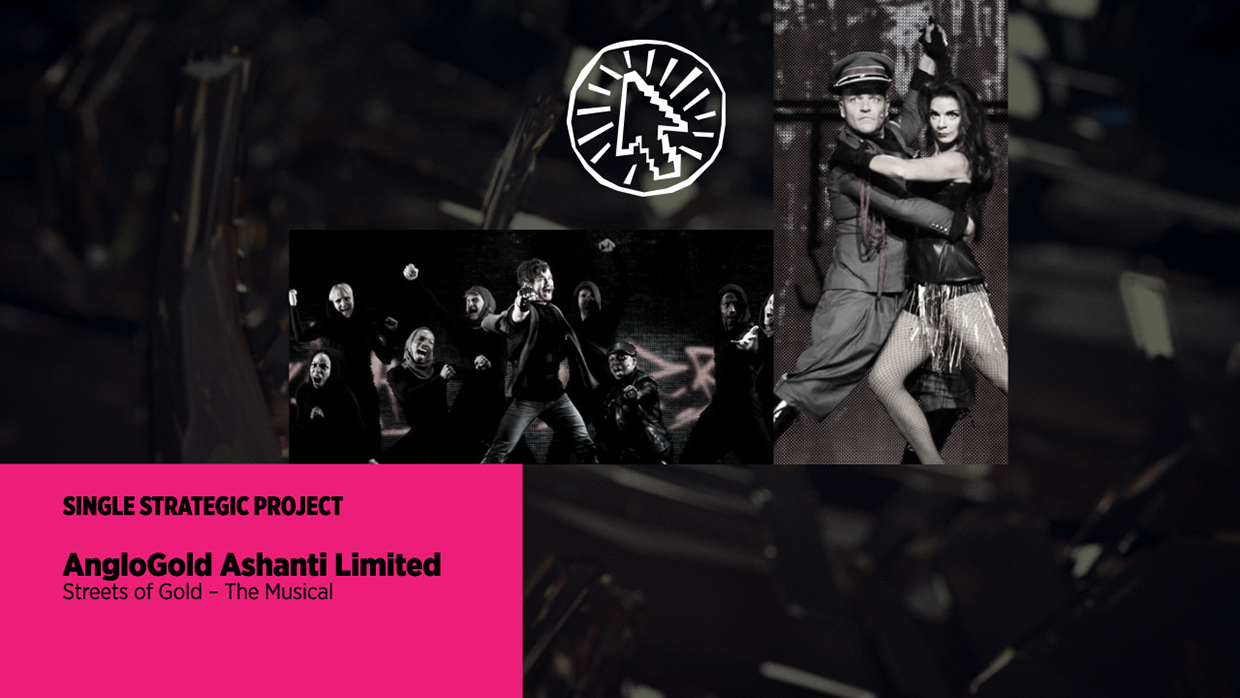 SINGLE STRATEGIC PROJECT
AngloGold Ashanti Limited
Streets of Gold – The Musical